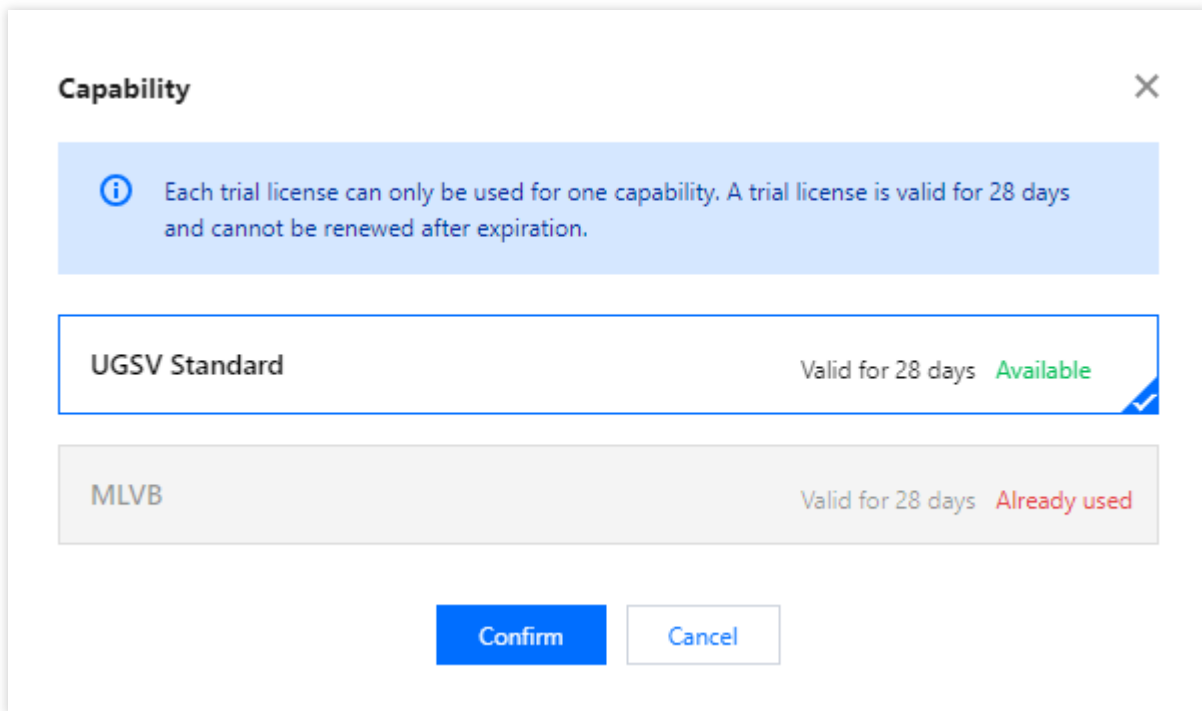 Capability
Each trial license can only be used for one capability. A trial license is valid for 28 days
and cannot be renewed after expiration.
UGSV Standard Valid for 28 days Available
MLVB Valid for 28 days Already used
Confirm Cancel